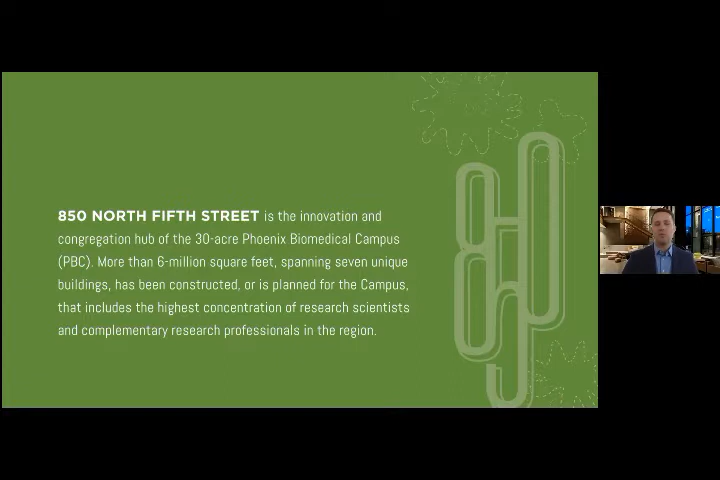 850 NORTH FIFTH STREET is the innovation and
congregation hub of the 30-acre Phoenix Biomedical Campus
(PBC). More than 6-million square feet, spanning seven unique
buildings, has been constructed, or is planned for the Campus,
that includes the highest concentration of research scientists
and complementary research professionals in the region.